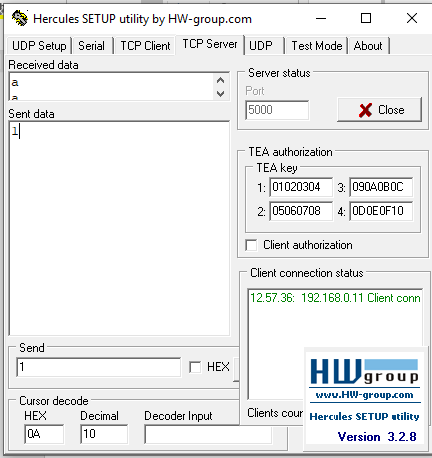 Hercules SETUP utility by HW-group.com
UDP Setup Serial TCP Client TCP Server UDP Test Mode About
Received data
a
a
Sent data
1
Server status
Port
5000
Close
TEA authorization
TEA key
1: 01020304 3: 090A0B0C
2: 05060708 4: 0D0E0F10
Client authorization
Client connection status
12.57.36: 192.168.0.11 Client conn
Send
1
HEX
Cursor decode
HEX Decimal Decoder Input
0A 10
Clients coun
HW group
www.HW-group.com
Hercules SETUP utility
Version 3.2.8